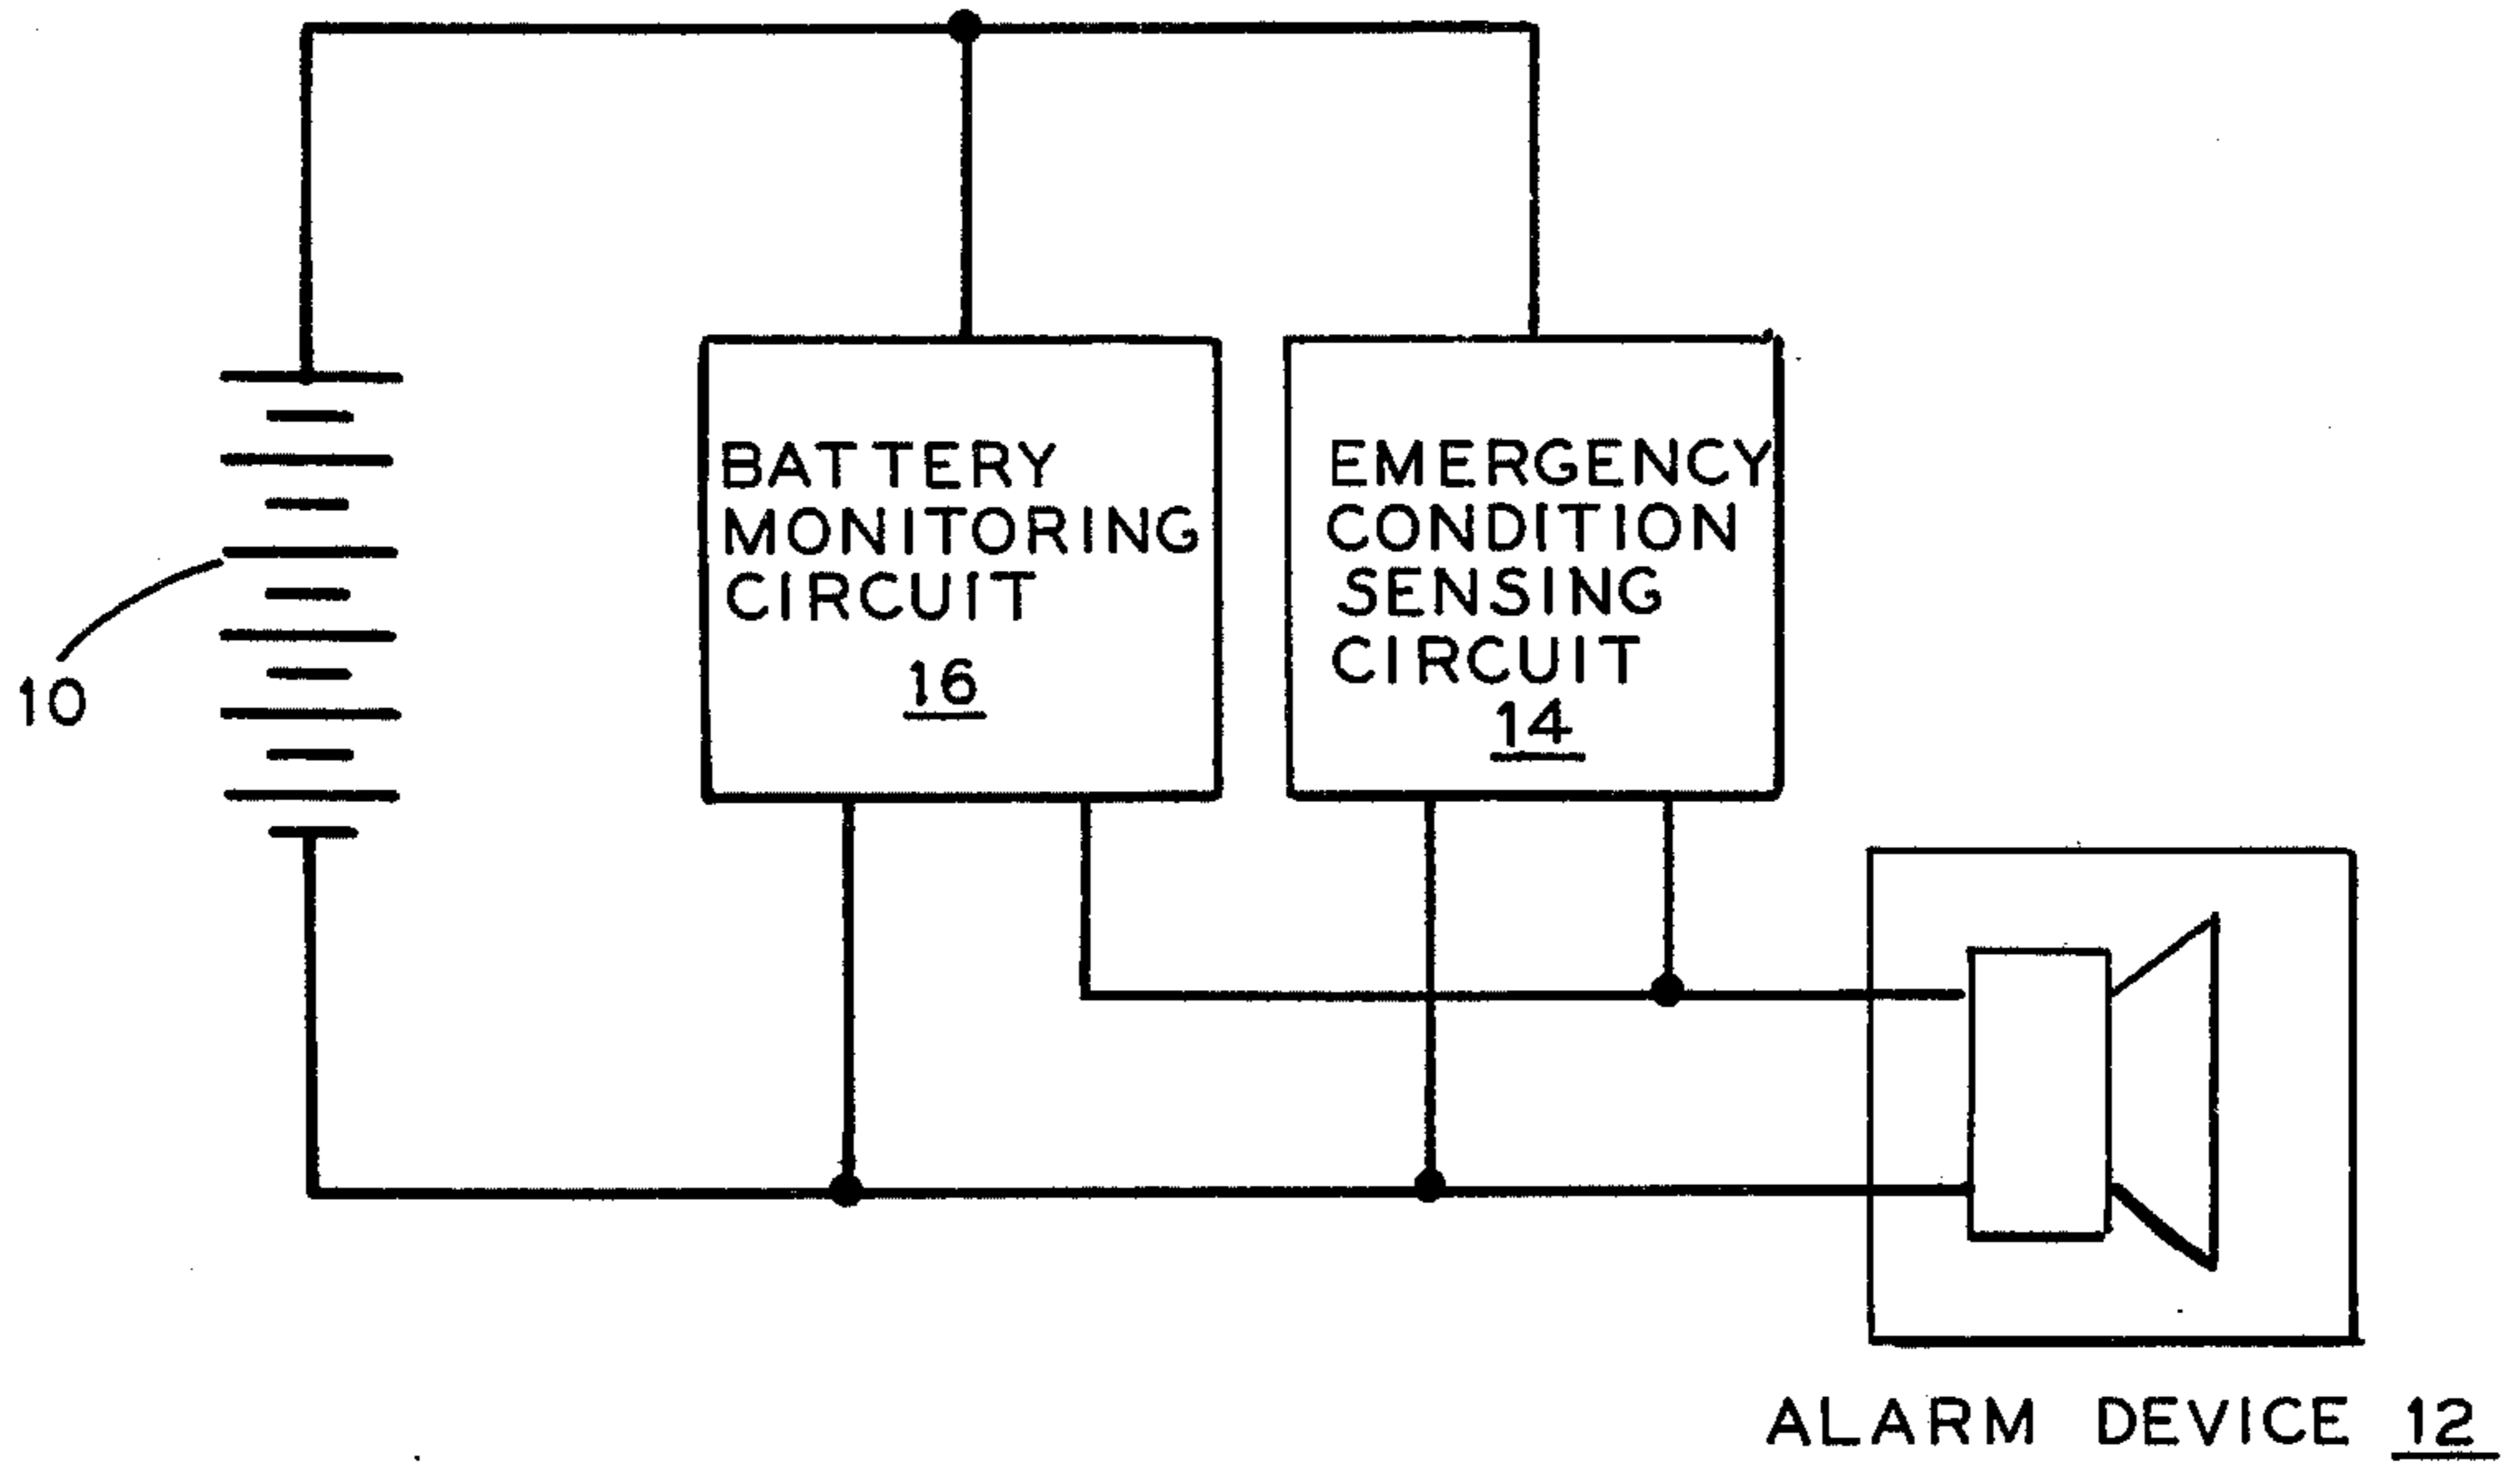 BATTERY
MONITORING
CIRCUIT
16
EMERGENCY
CONDITION
SENSING
CIRCUIT
14
10
ALARM DEVICE 12